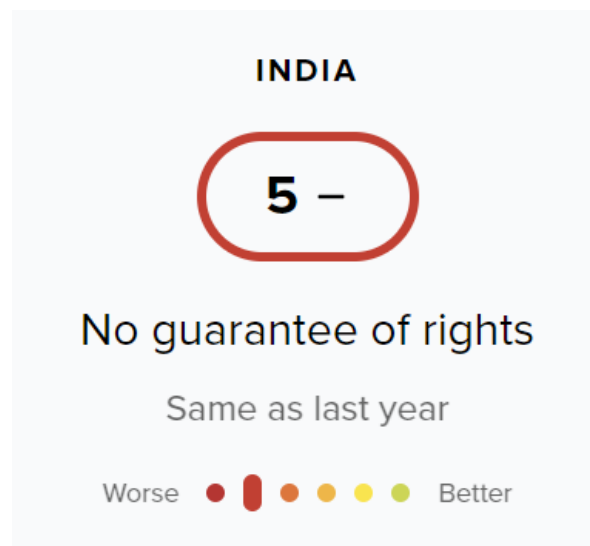 INDIA
5 –
No guarantee of rights
Same as last year
Worse Better